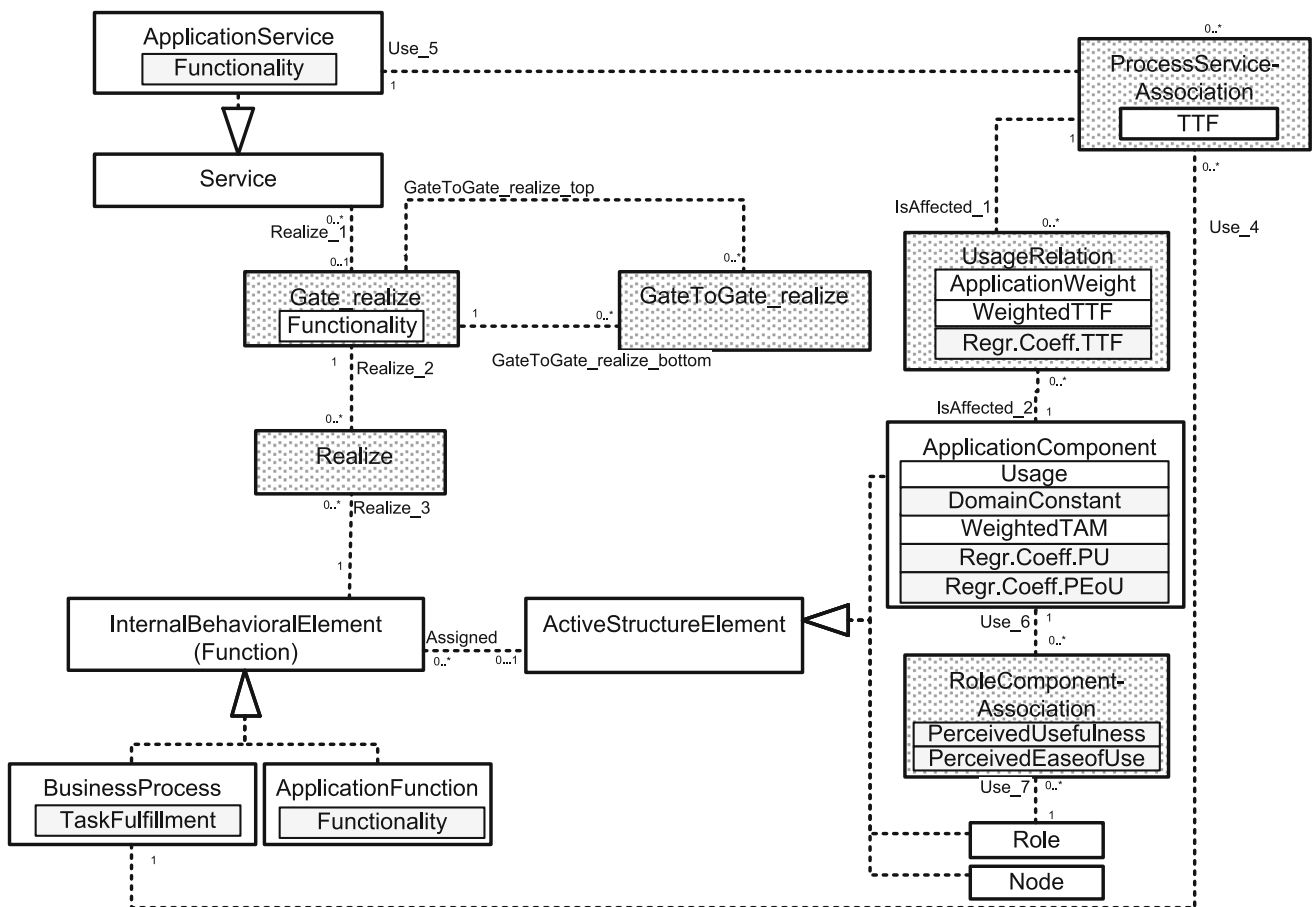 ApplicationService
Functionality
Use_5
1
0..*
ProcessService-
Association
TTF
1
0..*
Service
0..*
Realize_1
0..1
GateToGate_realize_top
0..*
IsAffected_1
0..*
Use_4
Gate_realize
Functionality
1
0..*
GateToGate_realize
GateToGate_realize_bottom
UsageRelation
ApplicationWeight
WeightedTTF
Regr.Coeff.TTF
1
Realize_2
0..*
0..*
IsAffected_2
1
Realize
0..*
Realize_3
1
ApplicationComponent
Usage
DomainConstant
WeightedTAM
Regr.Coeff.PU
Regr.Coeff.PEoU
InternalBehavioralElement
(Function)
Assigned
0..*
0...1
ActiveStructureElement
Use_6
1
0..*
RoleComponent-
Association
PerceivedUsefulness
PerceivedEaseofUse
BusinessProcess
TaskFulfillment
1
ApplicationFunction
Functionality
Use_7
0..*
1
Role
Node